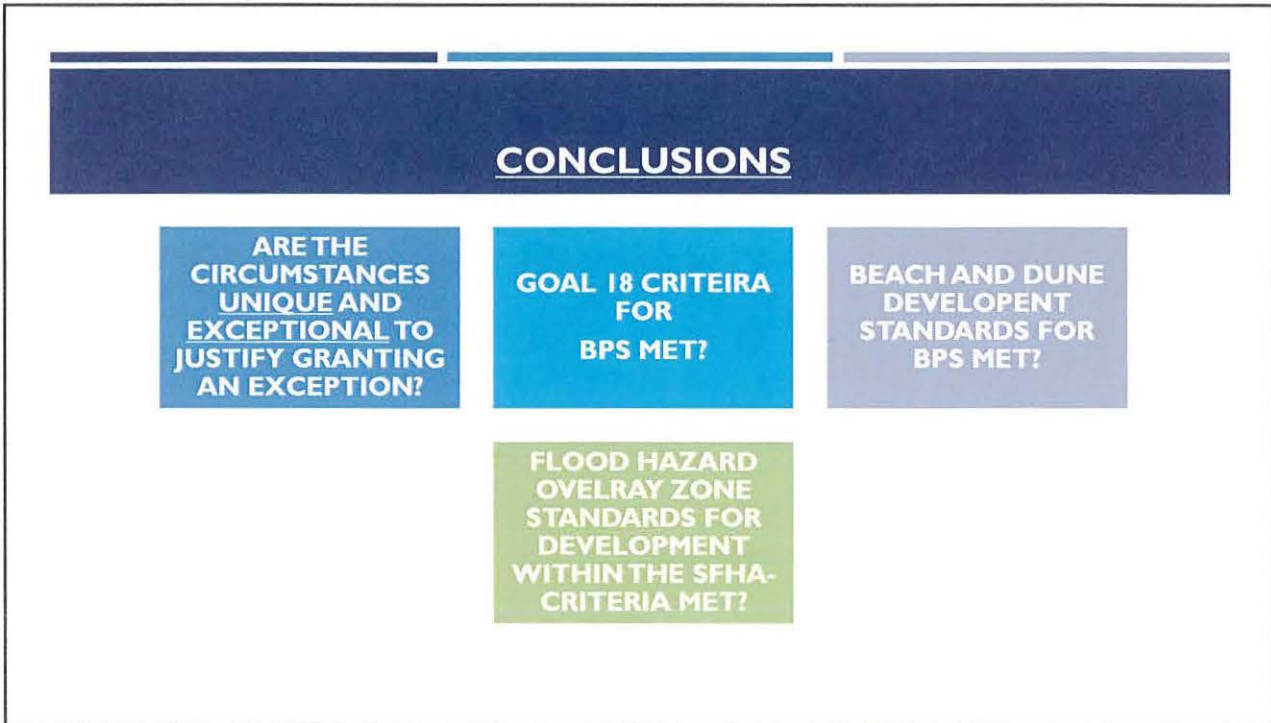 CONCLUSIONS
ARE THE
CIRCUMSTANCES
UNIQUE AND
EXCEPTIONAL TO
JUSTIFY GRANTING
AN EXCEPTION?
GOAL 18 CRITEIRA
FOR
BPS MET?
BEACH AND DUNE
DEVELOPENT
STANDARDS FOR
BPS MET?
FLOOD HAZARD
OVELRAY ZONE
STANDARDS FOR
DEVELOPMENT
WITHIN THE SFHA-
CRITERIA MET?